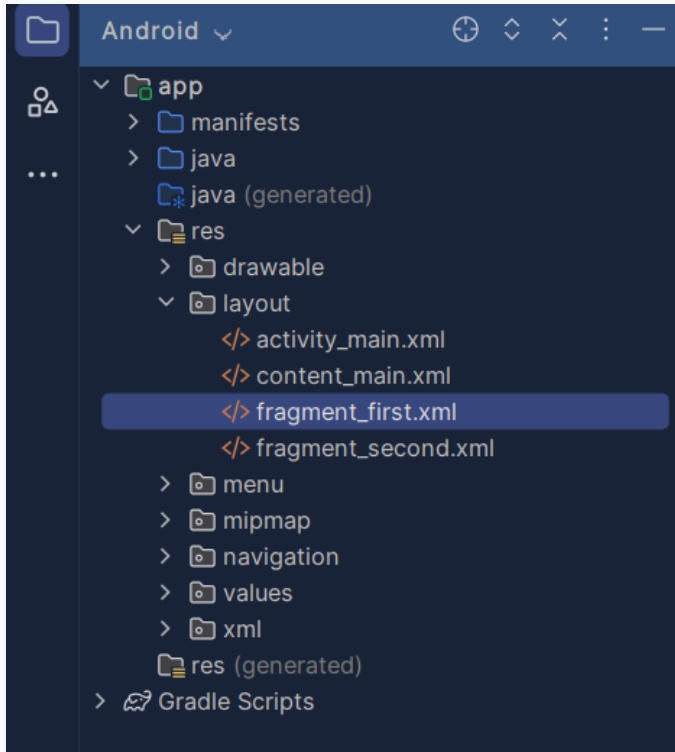 Android
app
manifests
java
java (generated)
res
drawable
layout
</> activity_main.xml
</> content_main.xml
</> fragment_first.xml
</> fragment_second.xml
menu
mipmap
navigation
values
xml
res (generated)
Gradle Scripts